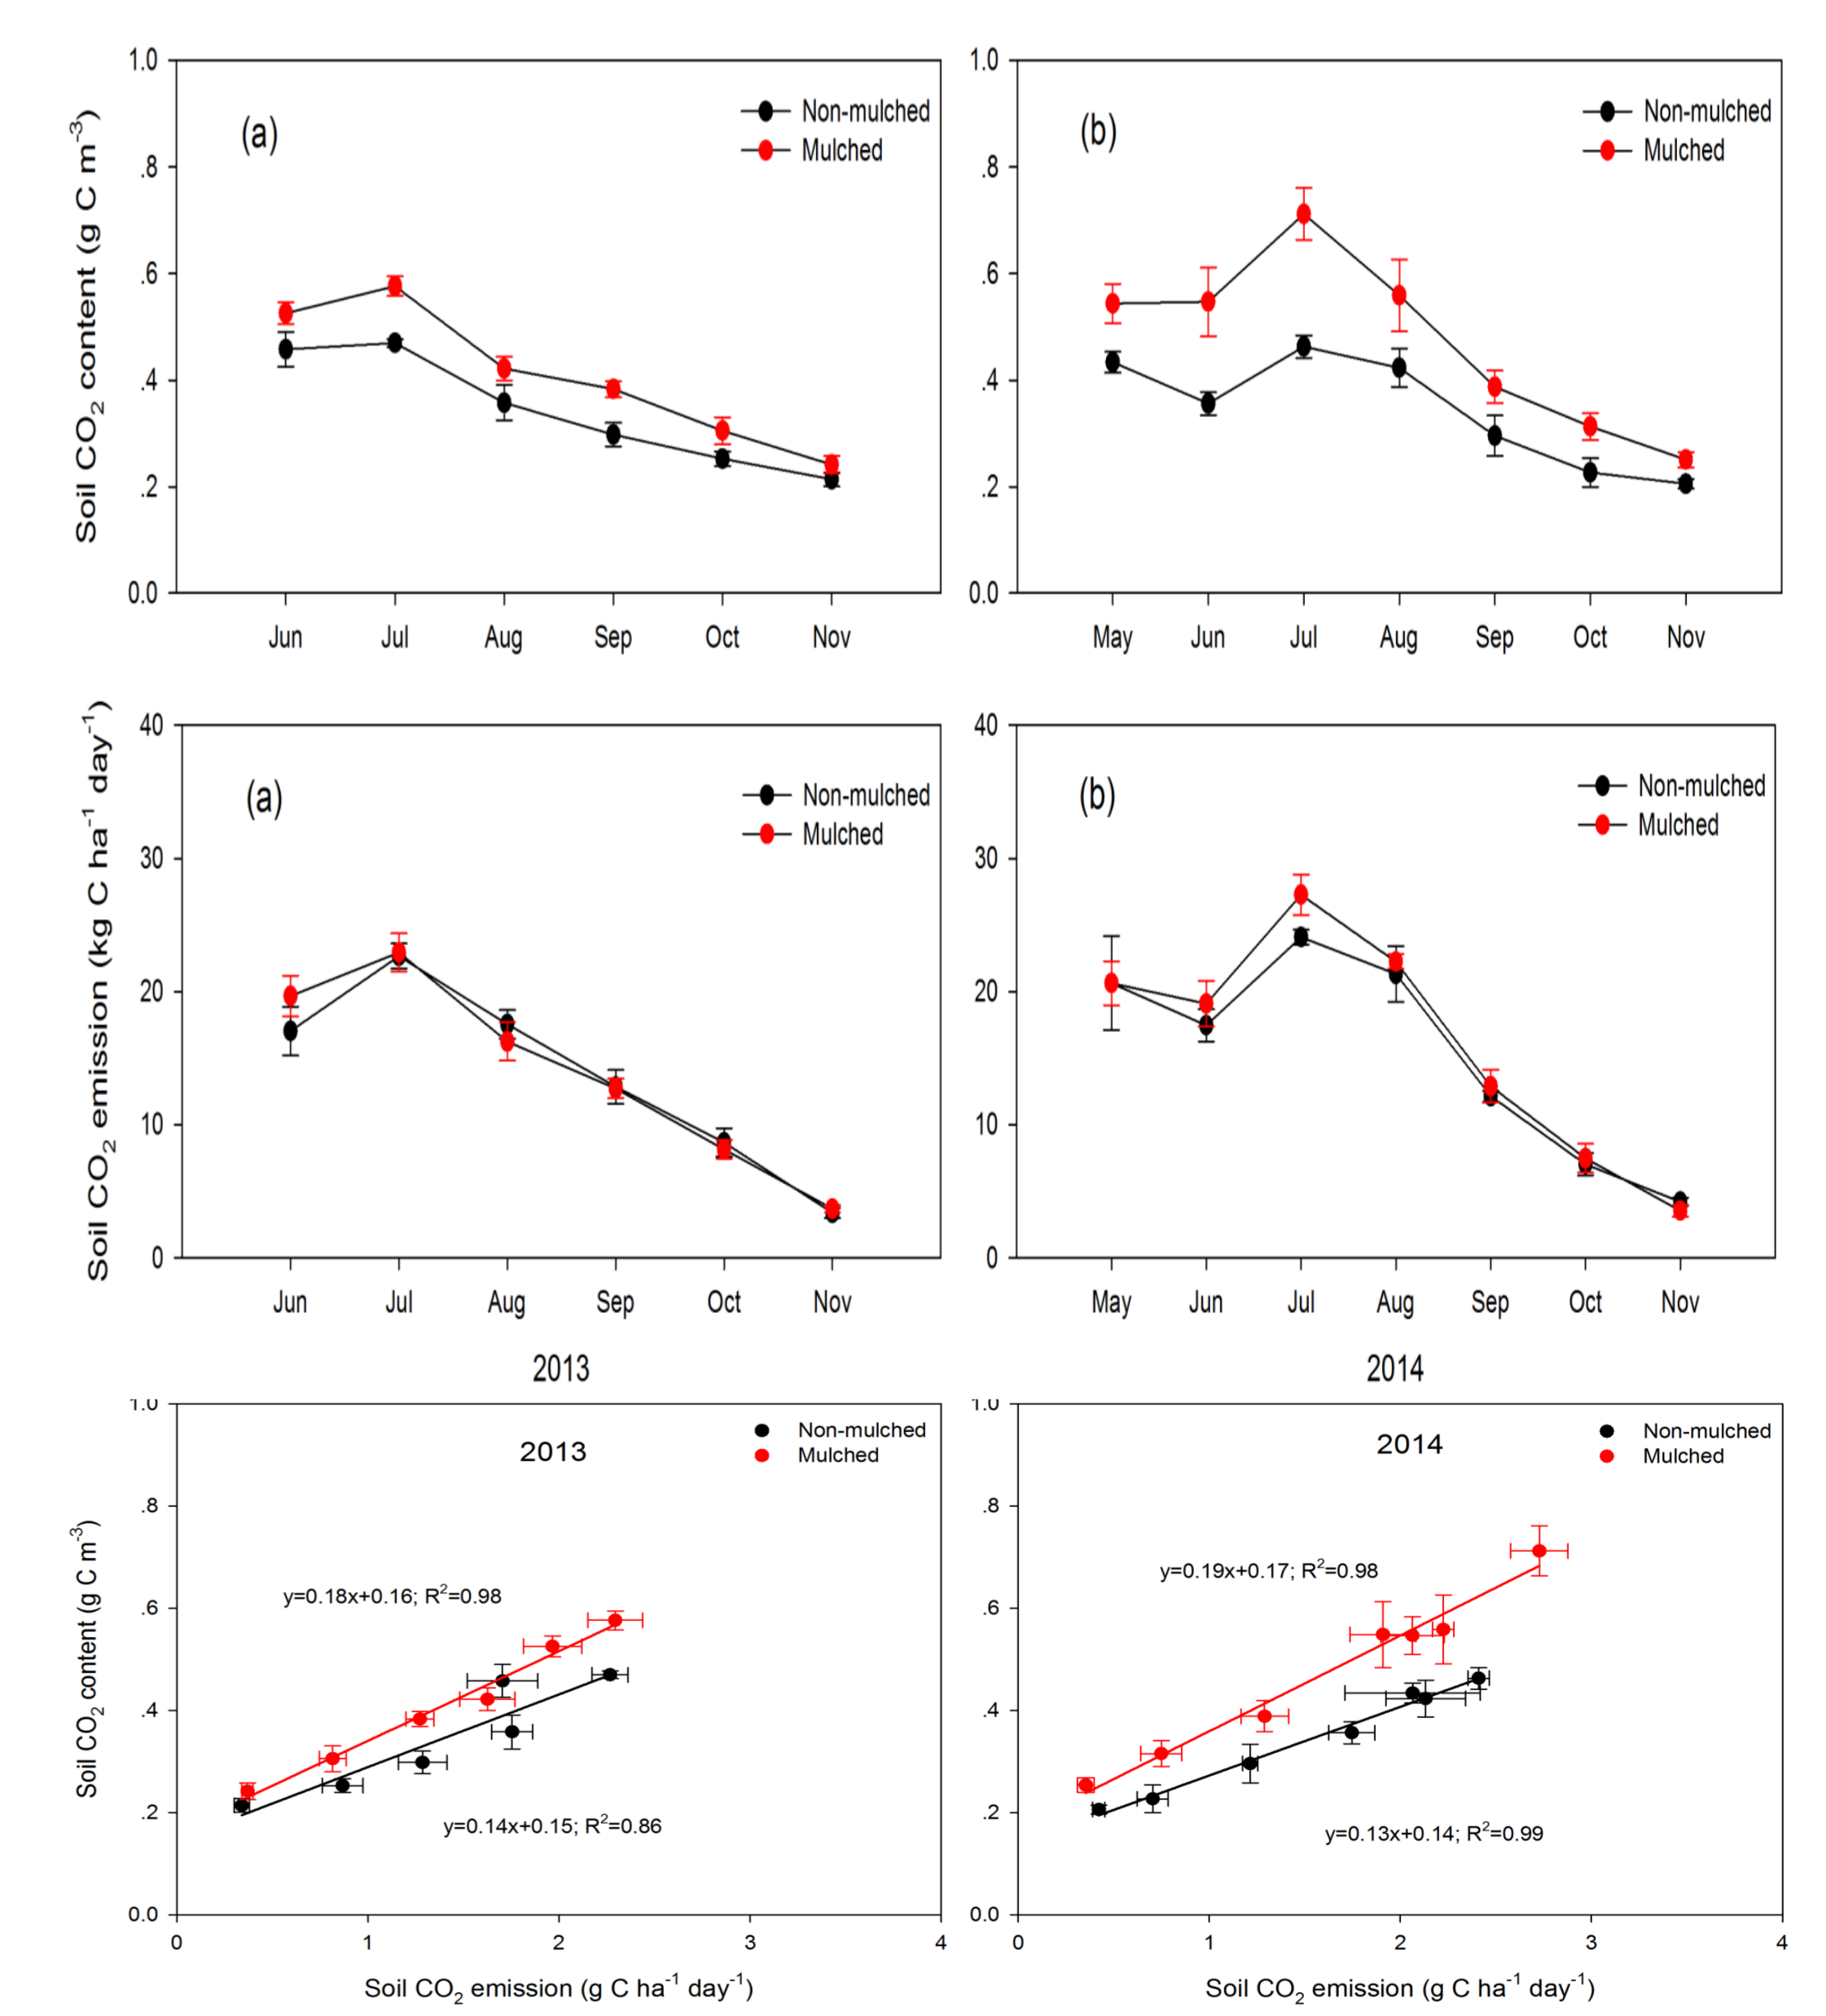 Soil CO2 content (g C m-3)
1.0
.8
.6
.4
.2
0.0
(a)
Non-mulched
Mulched
Jun Jul Aug Sep Oct Nov
1.0
.8
.6
.4
.2
0.0
(b)
Non-mulched
Mulched
May Jun Jul Aug Sep Oct Nov
Soil CO2 emission (kg C ha-1 day-1)
40
30
20
10
0
(a)
Non-mulched
Mulched
Jun Jul Aug Sep Oct Nov
2013
40
30
20
10
0
(b)
Non-mulched
Mulched
May Jun Jul Aug Sep Oct Nov
2014
Soil CO2 content (g C m-3)
1.0
.8
.6
.4
.2
0.0
2013
Non-mulched
Mulched
y=0.18x+0.16; R2=0.98
y=0.14x+0.15; R2=0.86
0 1 2 3 4
Soil CO2 emission (g C ha-1 day-1)
1.0
.8
.6
.4
.2
0.0
2014
Non-mulched
Mulched
y=0.19x+0.17; R2=0.98
y=0.13x+0.14; R2=0.99
0 1 2 3 4
Soil CO2 emission (g C ha-1 day-1)